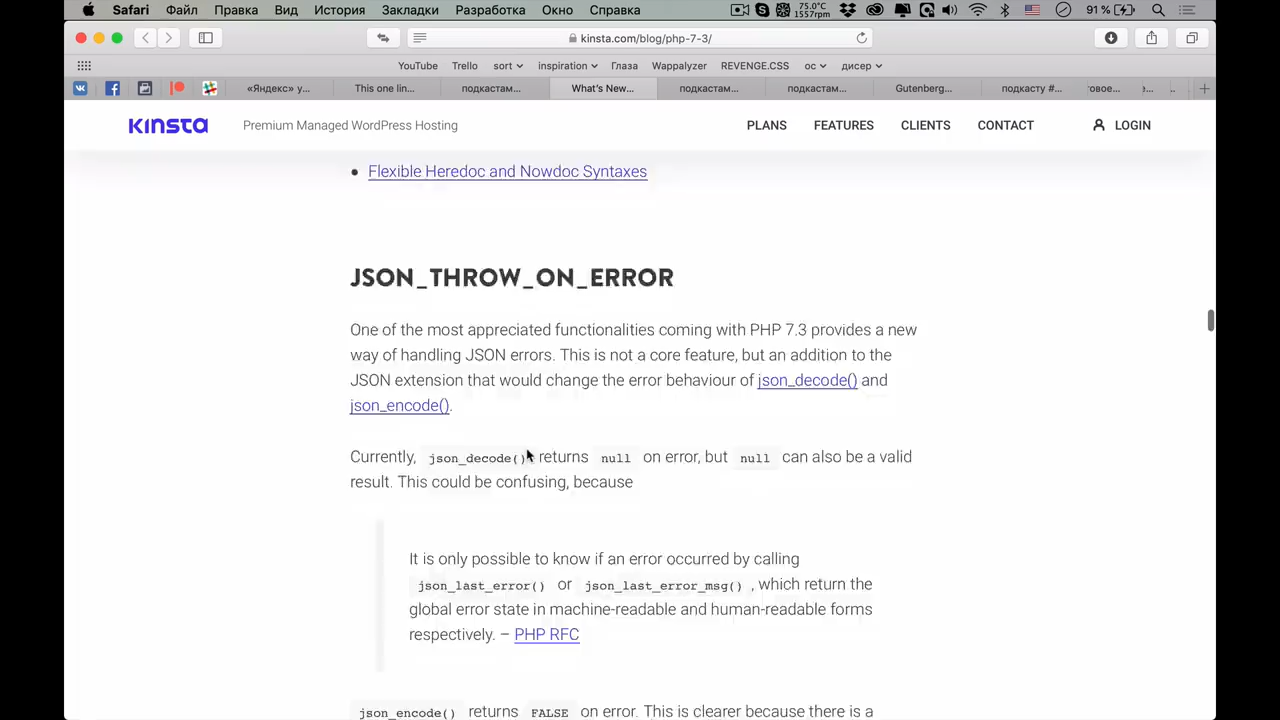 Safari Файл Правка Вид История Закладки Разработка Окно Справка 75.0°C 1557rpm 91 %
kinsta.com/blog/php-7-3/
YouTube Trello sort inspiration Глаза Wappalyzer REVENGE.CSS ос дисер
«Яндекс» у... This one lin... подкастам... What's New... подкастам... подкастам... Gutenberg... подкасту #...
KINSTA Premium Managed WordPress Hosting PLANS FEATURES CLIENTS CONTACT LOGIN
Flexible Heredoc and Nowdoc Syntaxes
JSON_THROW_ON_ERROR
One of the most appreciated functionalities coming with PHP 7.3 provides a new
way of handling JSON errors. This is not a core feature, but an addition to the
JSON extension that would change the error behaviour of json_decode() and
json_encode().
Currently, json_decode() returns null on error, but null can also be a valid
result. This could be confusing, because
It is only possible to know if an error occurred by calling
json_last_error() or json_last_error_msg() , which return the
global error state in machine-readable and human-readable forms
respectively. – PHP RFC
json_encode() returns FALSE on error. This is clearer because there is a